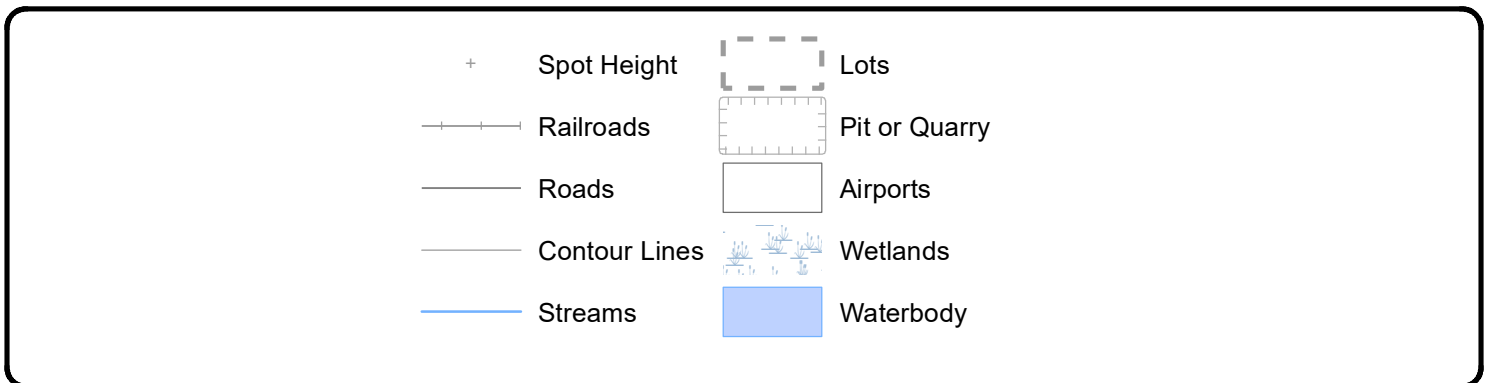 Spot Height
Railroads
Roads
Contour Lines
Streams
Lots
Pit or Quarry
Airports
Wetlands
Waterbody